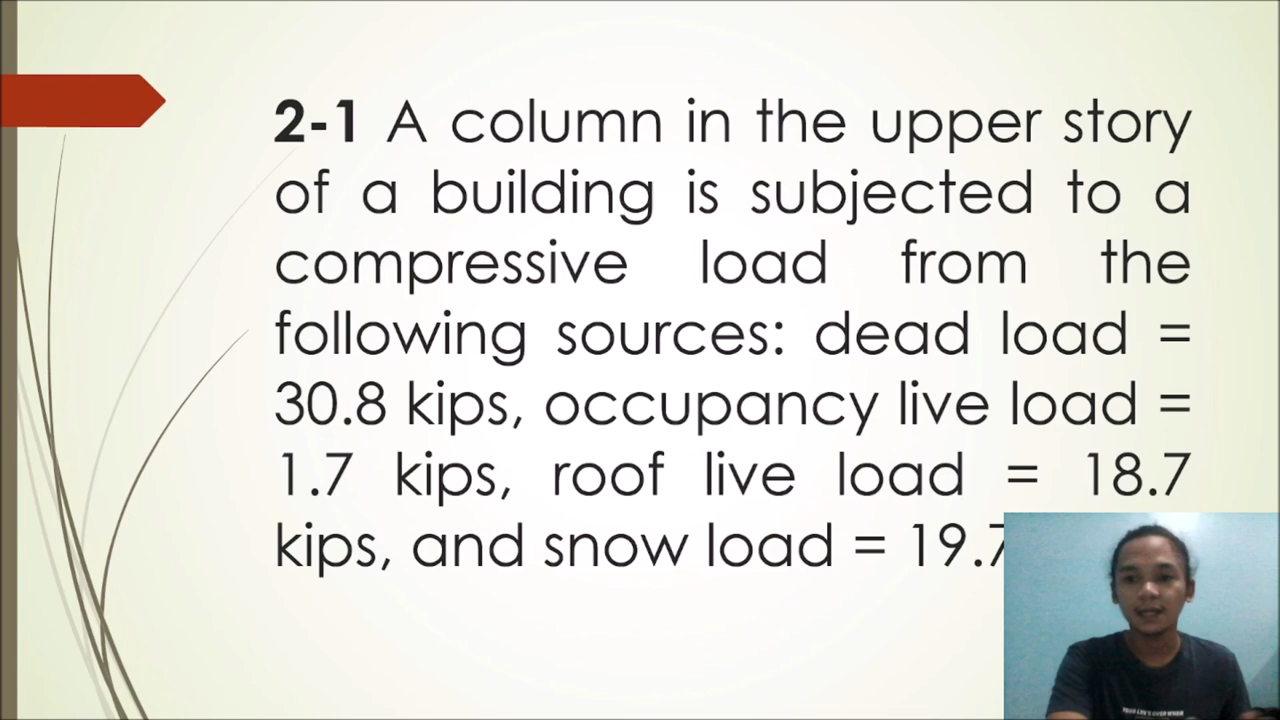 2-1 A column in the upper story
of a building is subjected to a
compressive load from the
following sources: dead load =
30.8 kips, occupancy live load =
1.7 kips, roof live load = 18.7
kips, and snow load = 19.7